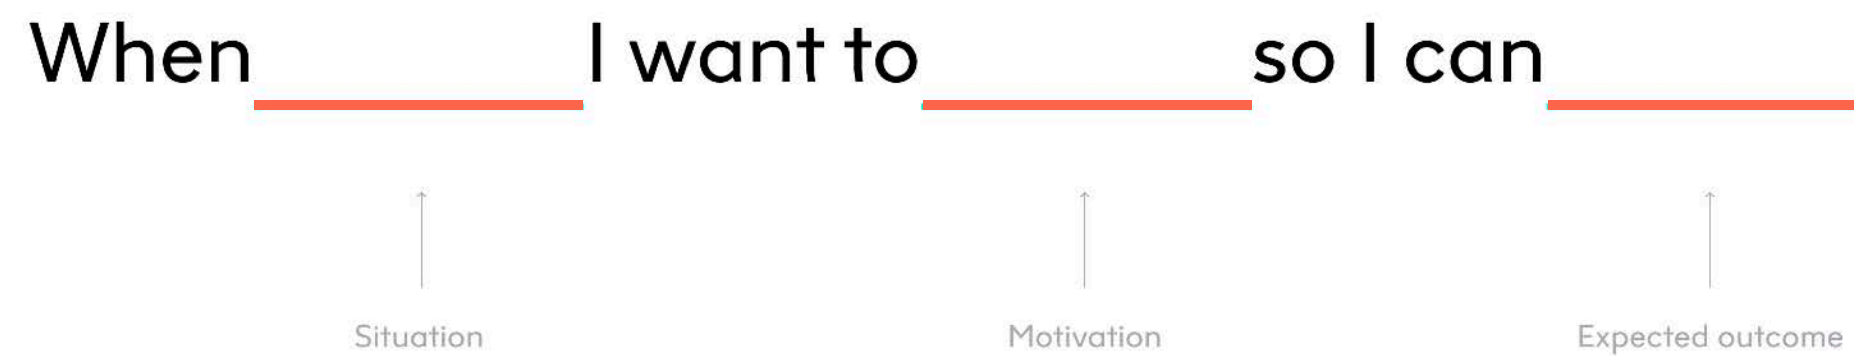 When I want to so I can
Situation Motivation Expected outcome